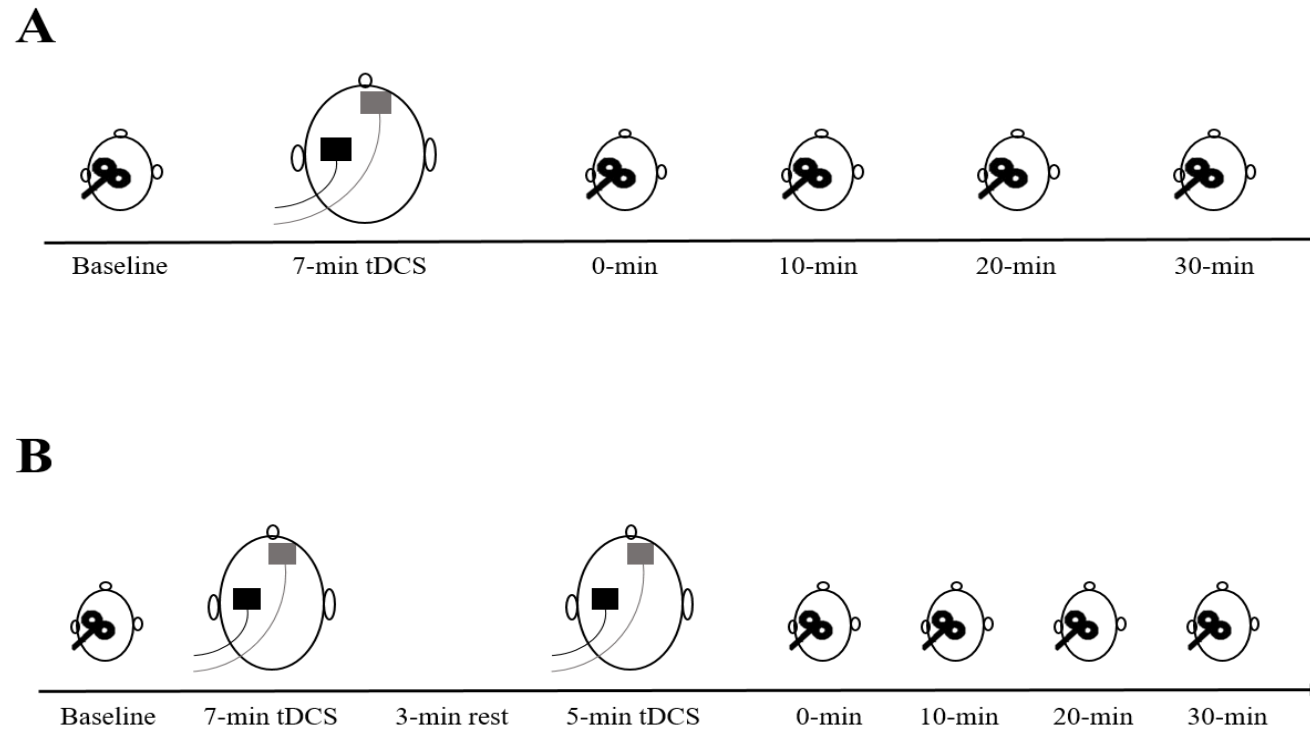 A
Baseline 7-min tDCS 0-min 10-min 20-min 30-min
B
Baseline 7-min tDCS 3-min rest 5-min tDCS 0-min 10-min 20-min 30-min